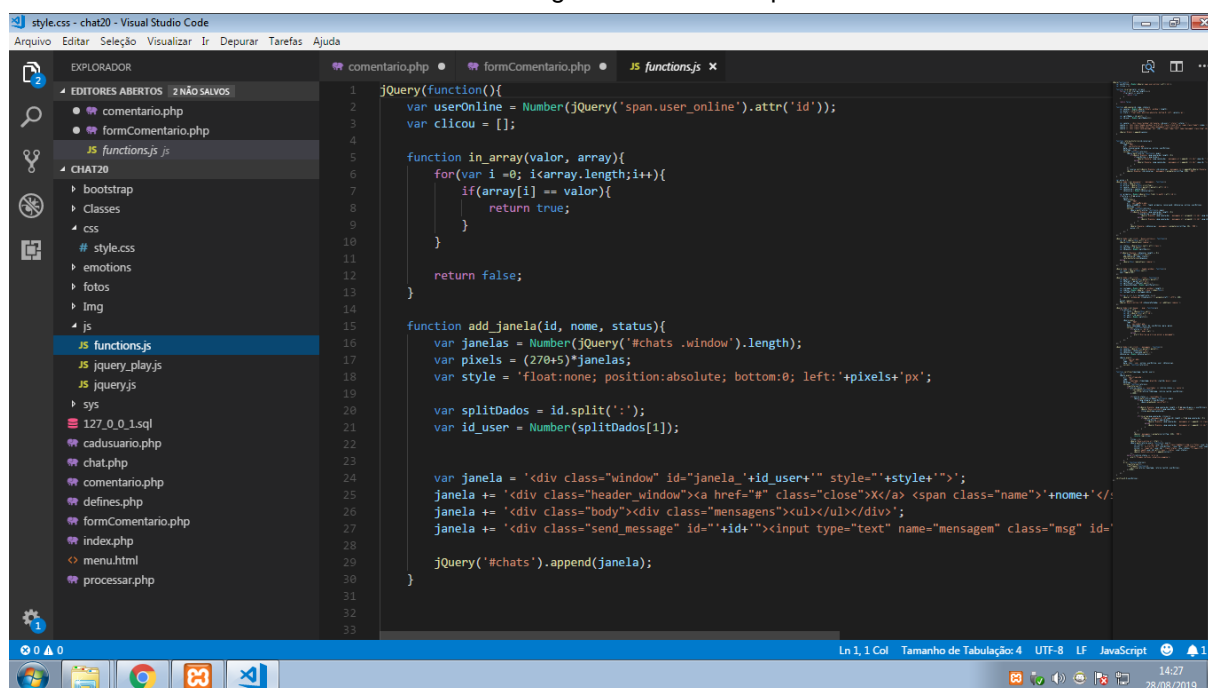 style.css - chat20 - Visual Studio Code
Arquivo Editar Seleção Visualizar Ir Depurar Tarefas Ajuda
EXPLORADOR
EDITORES ABERTOS 2 NÃO SALVOS
comentario.php
formComentario.php
JS functions.js js
CHAT20
bootstrap
Classes
css
# style.css
emotions
fotos
Img
js
JS functions.js
JS jquery_play.js
JS jquery.js
sys
127_0_0_1.sql
cadusuario.php
chat.php
comentario.php
defines.php
formComentario.php
index.php
<> menu.html
processar.php
2
1
comentario.php ● formComentario.php ● JS functions.js ×
1 jQuery(function(){
2 var userOnline = Number(jQuery('span.user_online').attr('id'));
3 var clicou = [];
4
5 function in_array(valor, array){
6 for(var i =0; i<array.length;i++){
7 if(array[i] == valor){
8 return true;
9 }
10 }
11
12 return false;
13 }
14
15 function add_janela(id, nome, status){
16 var janelas = Number(jQuery('#chats .window').length);
17 var pixels = (270+5)*janelas;
18 var style = 'float:none; position:absolute; bottom:0; left:'+pixels+'px';
19
20 var splitDados = id.split(':');
21 var id_user = Number(splitDados[1]);
22
23
24 var janela = '<div class="window" id="janela_'+id_user+'" style="'+style+'">';
25 janela += '<div class="header_window"><a href="#" class="close">X</a> <span class="name">'+nome+'</
26 janela += '<div class="body"><div class="mensagens"><ul></ul></div>';
27 janela += '<div class="send_message" id="'+id+'"><input type="text" name="mensagem" class="msg" id=
28
29 jQuery('#chats').append(janela);
30 }
31
32
33
0 0
Ln 1, 1 Col Tamanho de Tabulação: 4 UTF-8 LF JavaScript 1
14:27
28/08/2019